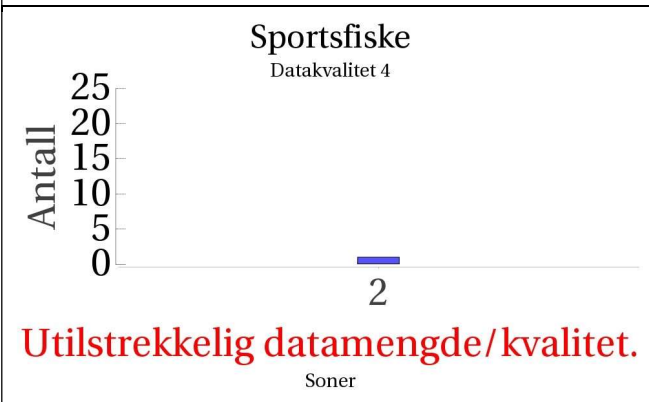 Sportsfiske
Datakvalitet 4
Antall
25
20
15
10
5
0
2
Utilstrekkelig datamengde/kvalitet.
Soner